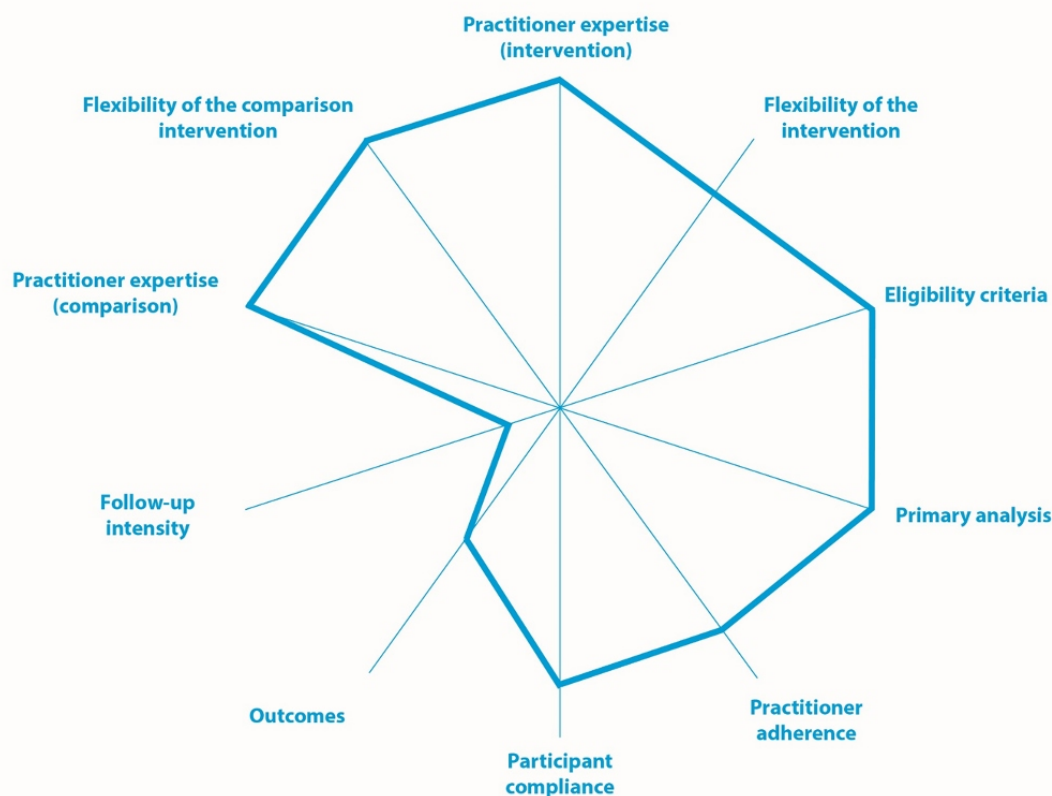 Practitioner expertise
(intervention)
Flexibility of the comparison
intervention
Flexibility of the
intervention
Practitioner expertise
(comparison)
Eligibility criteria
Follow-up
intensity
Primary analysis
Outcomes
Practitioner
adherence
Participant
compliance